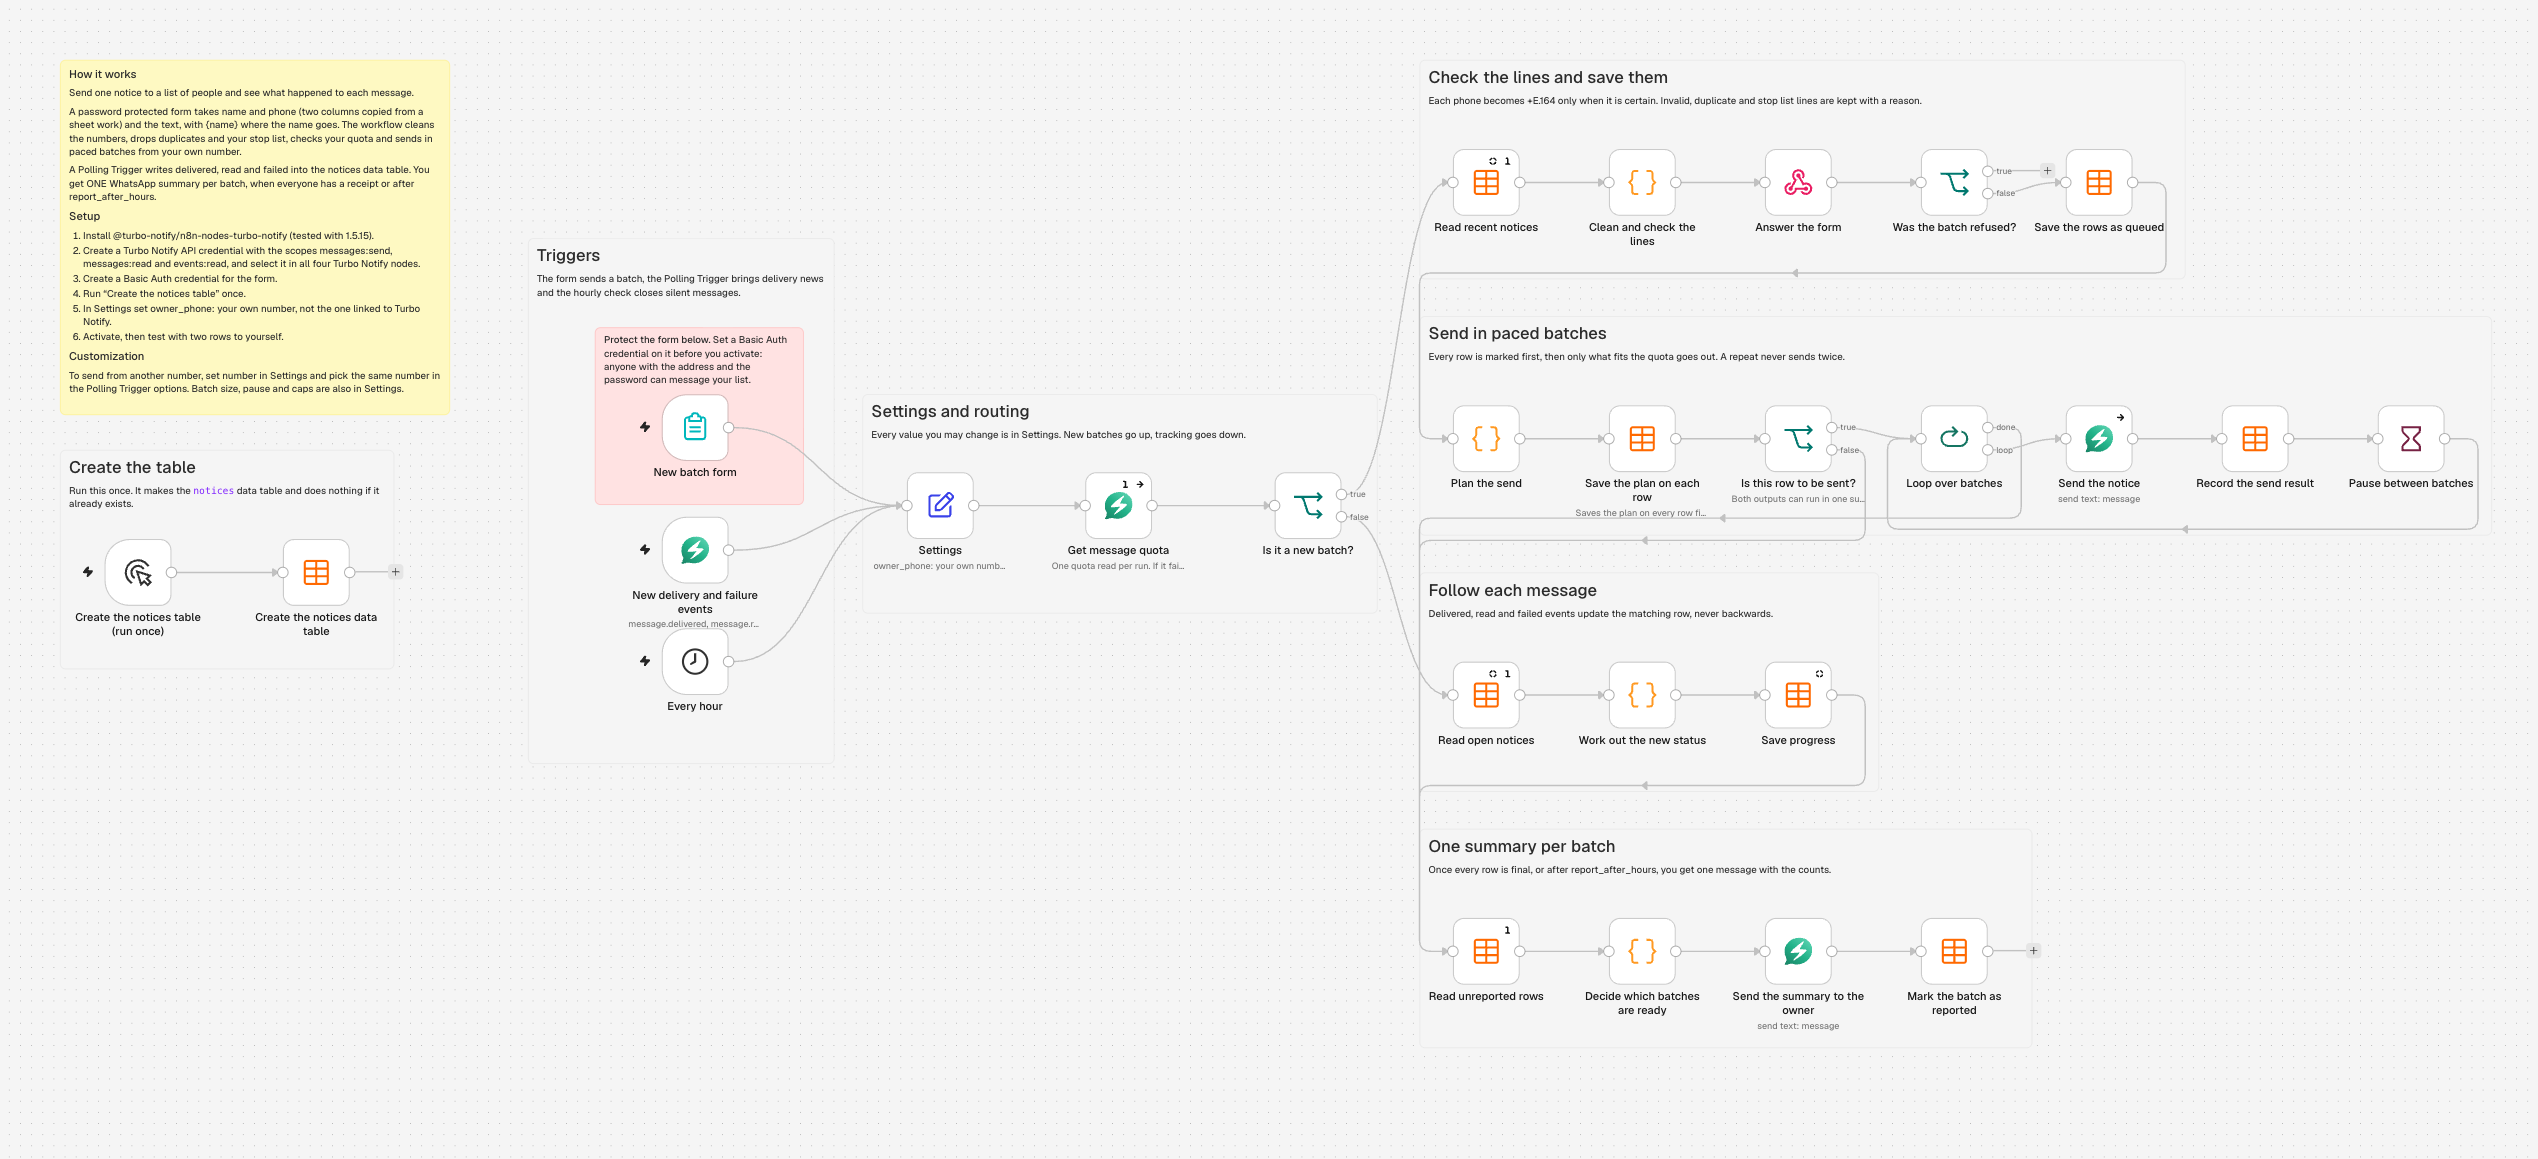 How it works
Send one notice to a list of people and see what happened to each message.
A password protected form takes name and phone (two columns copied from a
sheet work) and the text, with {name} where the name goes. The workflow cleans
the numbers, drops duplicates and your stop list, checks your quota and sends in
paced batches from your own number.
A Polling Trigger writes delivered, read and failed into the notices data table. You
get ONE WhatsApp summary per batch, when everyone has a receipt or after
report_after_hours.
Setup
1. Install @turbo-notify/n8n-nodes-turbo-notify (tested with 1.5.15).
2. Create a Turbo Notify API credential with the scopes messages:send,
messages:read and events:read, and select it in all four Turbo Notify nodes.
3. Create a Basic Auth credential for the form.
4. Run “Create the notices table” once.
5. In Settings set owner_phone: your own number, not the one linked to Turbo
Notify.
6. Activate, then test with two rows to yourself.
Customization
To send from another number, set number in Settings and pick the same number in
the Polling Trigger options. Batch size, pause and caps are also in Settings.
Create the table
Run this once. It makes the notices data table and does nothing if it
already exists.
Create the notices table
(run once)
Create the notices data
table
Triggers
The form sends a batch, the Polling Trigger brings delivery news
and the hourly check closes silent messages.
Protect the form below. Set a Basic Auth
credential on it before you activate:
anyone with the address and the
password can message your list.
New batch form
New delivery and failure
events
message.delivered, message.r...
Every hour
Settings and routing
Every value you may change is in Settings. New batches go up, tracking goes down.
Settings
owner_phone: your own numb...
1
Get message quota
One quota read per run. If it fai...
Is it a new batch?
true
false
Check the lines and save them
Each phone becomes +E.164 only when it is certain. Invalid, duplicate and stop list lines are kept with a reason.
1
Read recent notices
Clean and check the
lines
Answer the form
Was the batch refused?
true
false
Save the rows as queued
Send in paced batches
Every row is marked first, then only what fits the quota goes out. A repeat never sends twice.
Plan the send
Save the plan on each
row
Saves the plan on every row fi...
Is this row to be sent?
Both outputs can run in one su...
true
false
Loop over batches
done
loop
Send the notice
send text: message
Record the send result
Pause between batches
Follow each message
Delivered, read and failed events update the matching row, never backwards.
1
Read open notices
Work out the new status
Save progress
One summary per batch
Once every row is final, or after report_after_hours, you get one message with the counts.
1
Read unreported rows
Decide which batches
are ready
Send the summary to the
owner
send text: message
Mark the batch as
reported